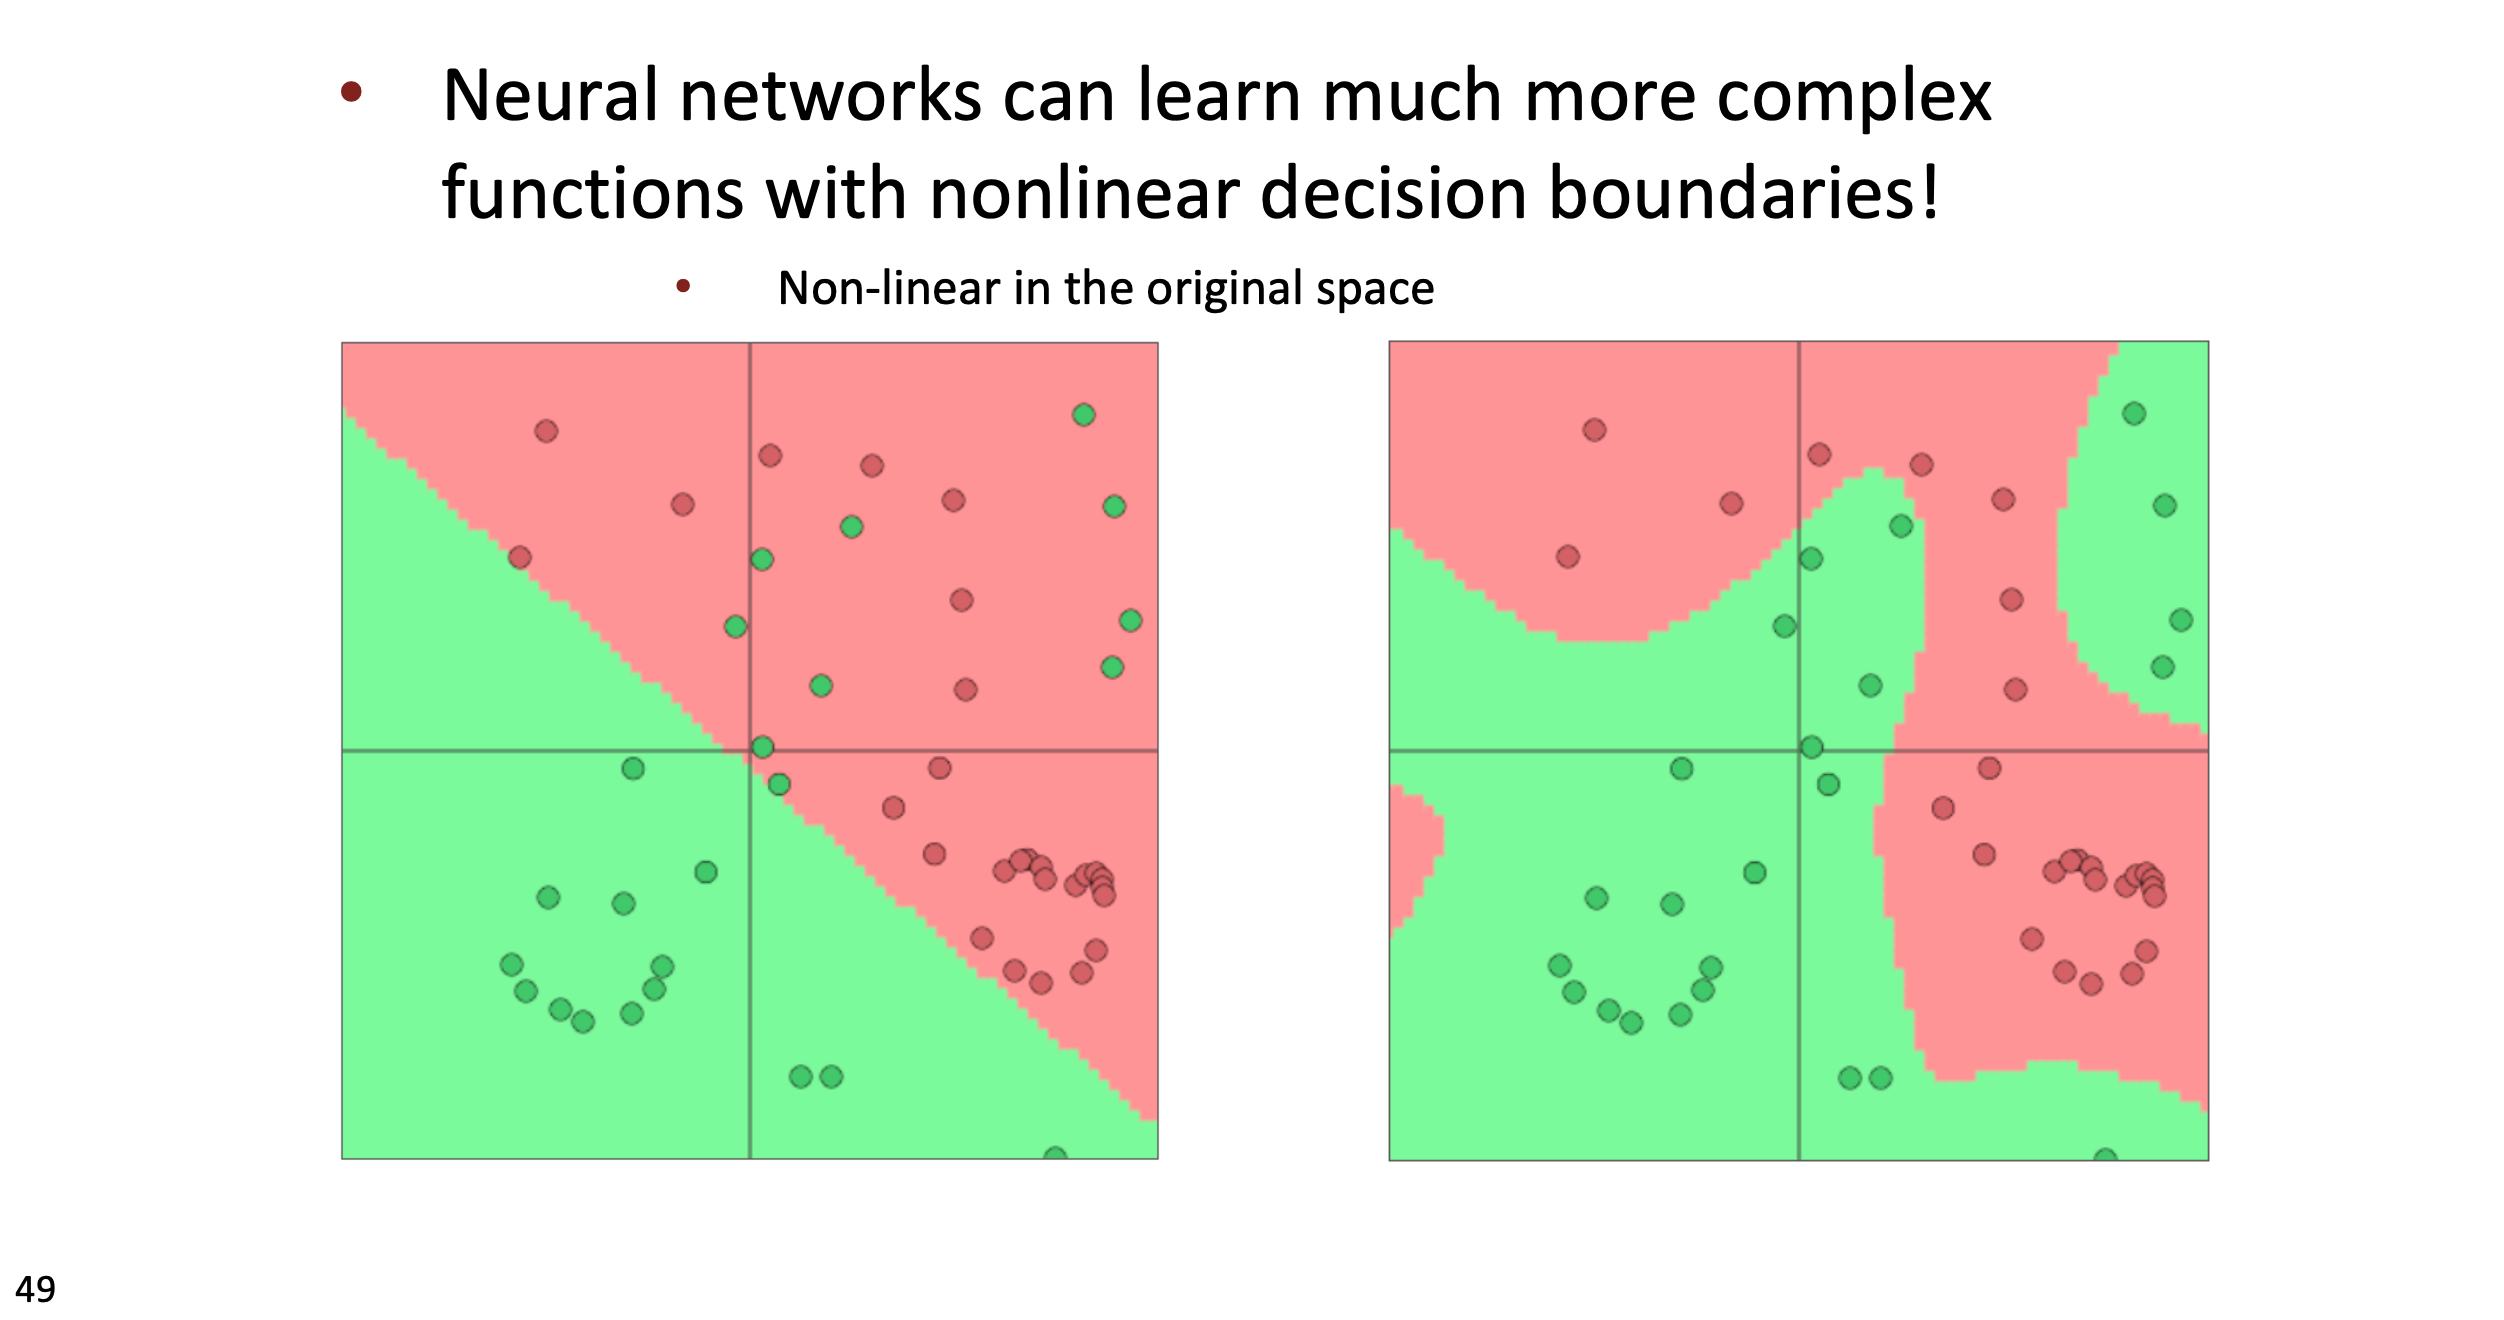 Neural networks can learn much more complex
functions with nonlinear decision boundaries!
Non-linear in the original space
49